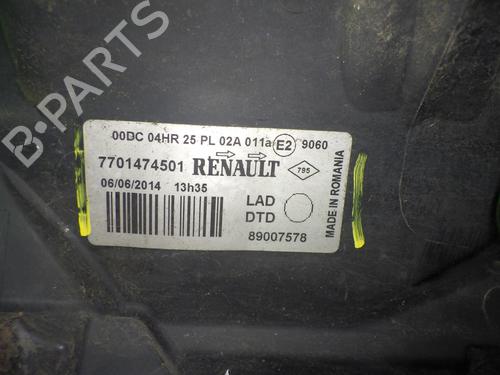 00DC 04HR 25 PL 02A 011a E2 9060
7701474501 RENAULT 795
06/06/2014 13h35
LAD
DTD
89007578
MADE IN ROMANIA
B-PARTS